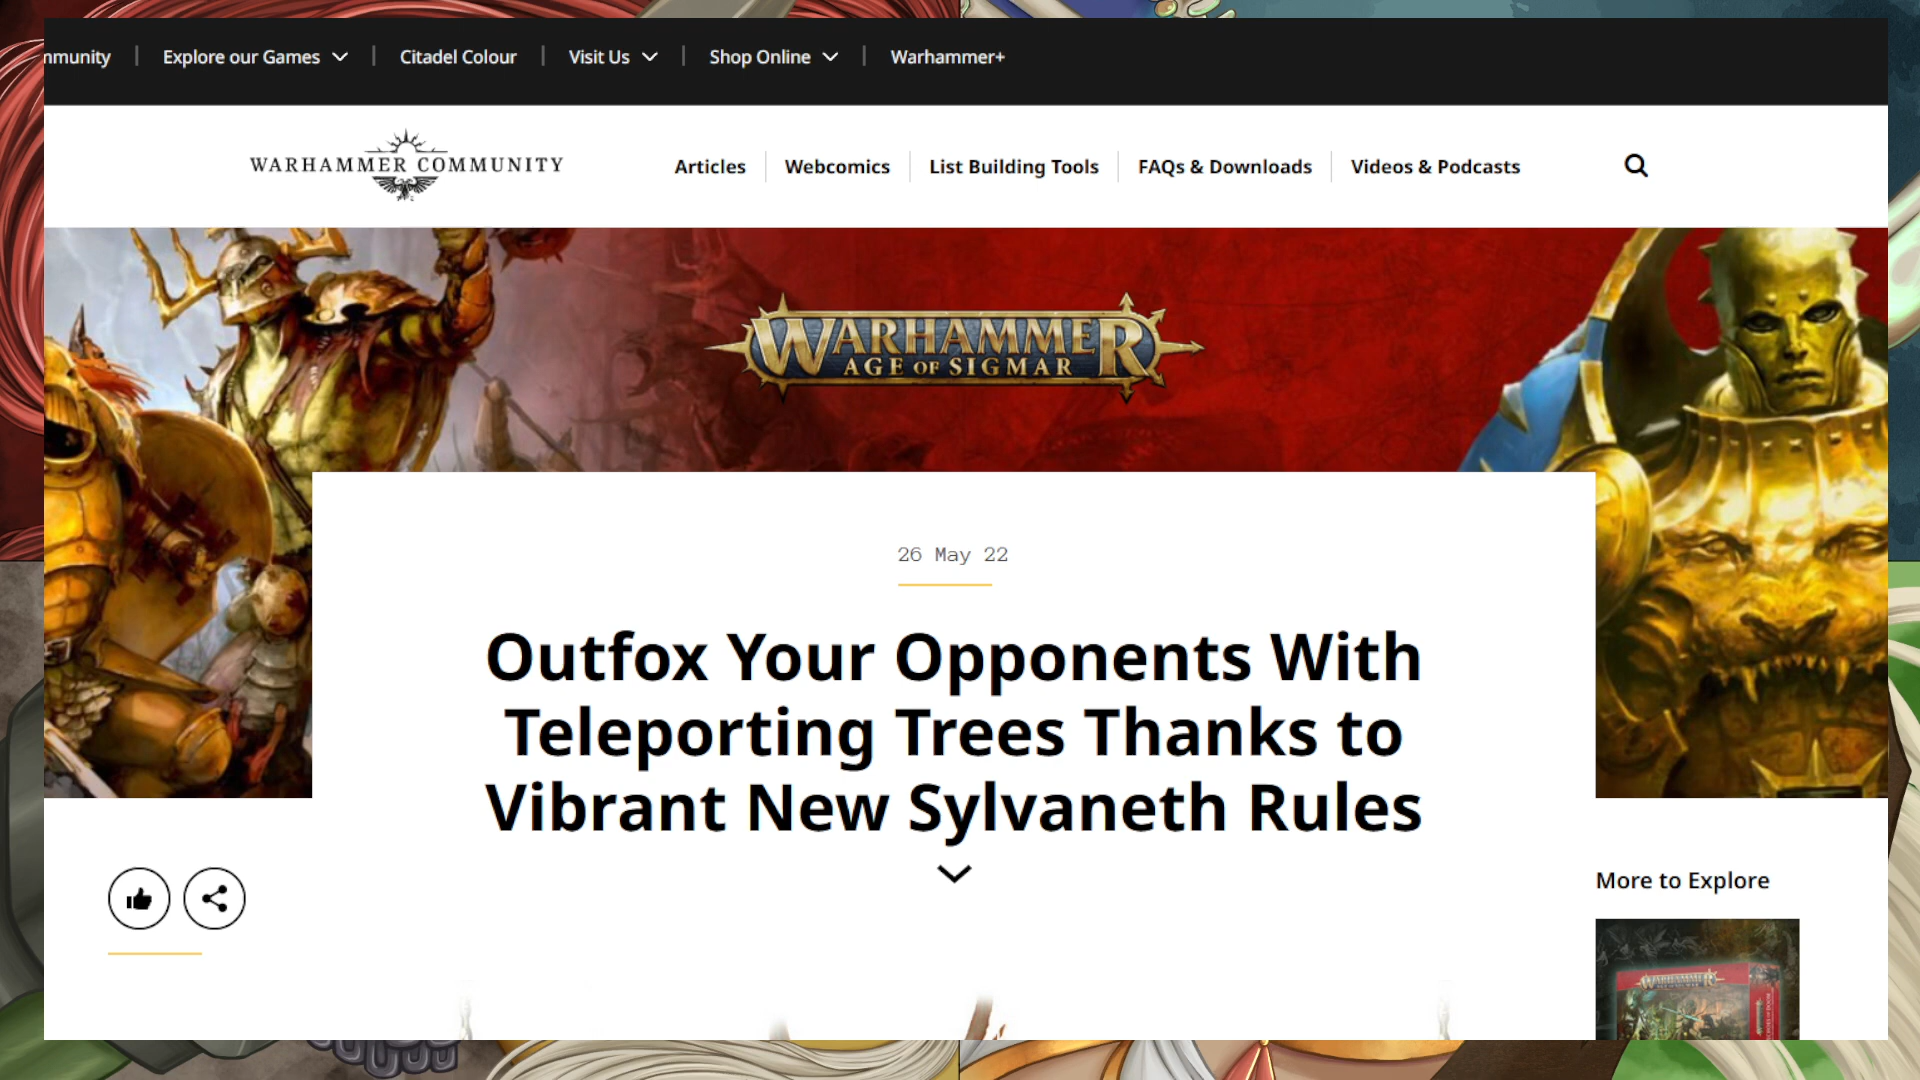 mmunity Explore our Games Citadel Colour Visit Us Shop Online Warhammer+
WARHAMMER COMMUNITY Articles Webcomics List Building Tools FAQs & Downloads Videos & Podcasts
WARHAMMER
AGE OF SIGMAR
26 May 22
Outfox Your Opponents With
Teleporting Trees Thanks to
Vibrant New Sylvaneth Rules
More to Explore
WARHAMMER